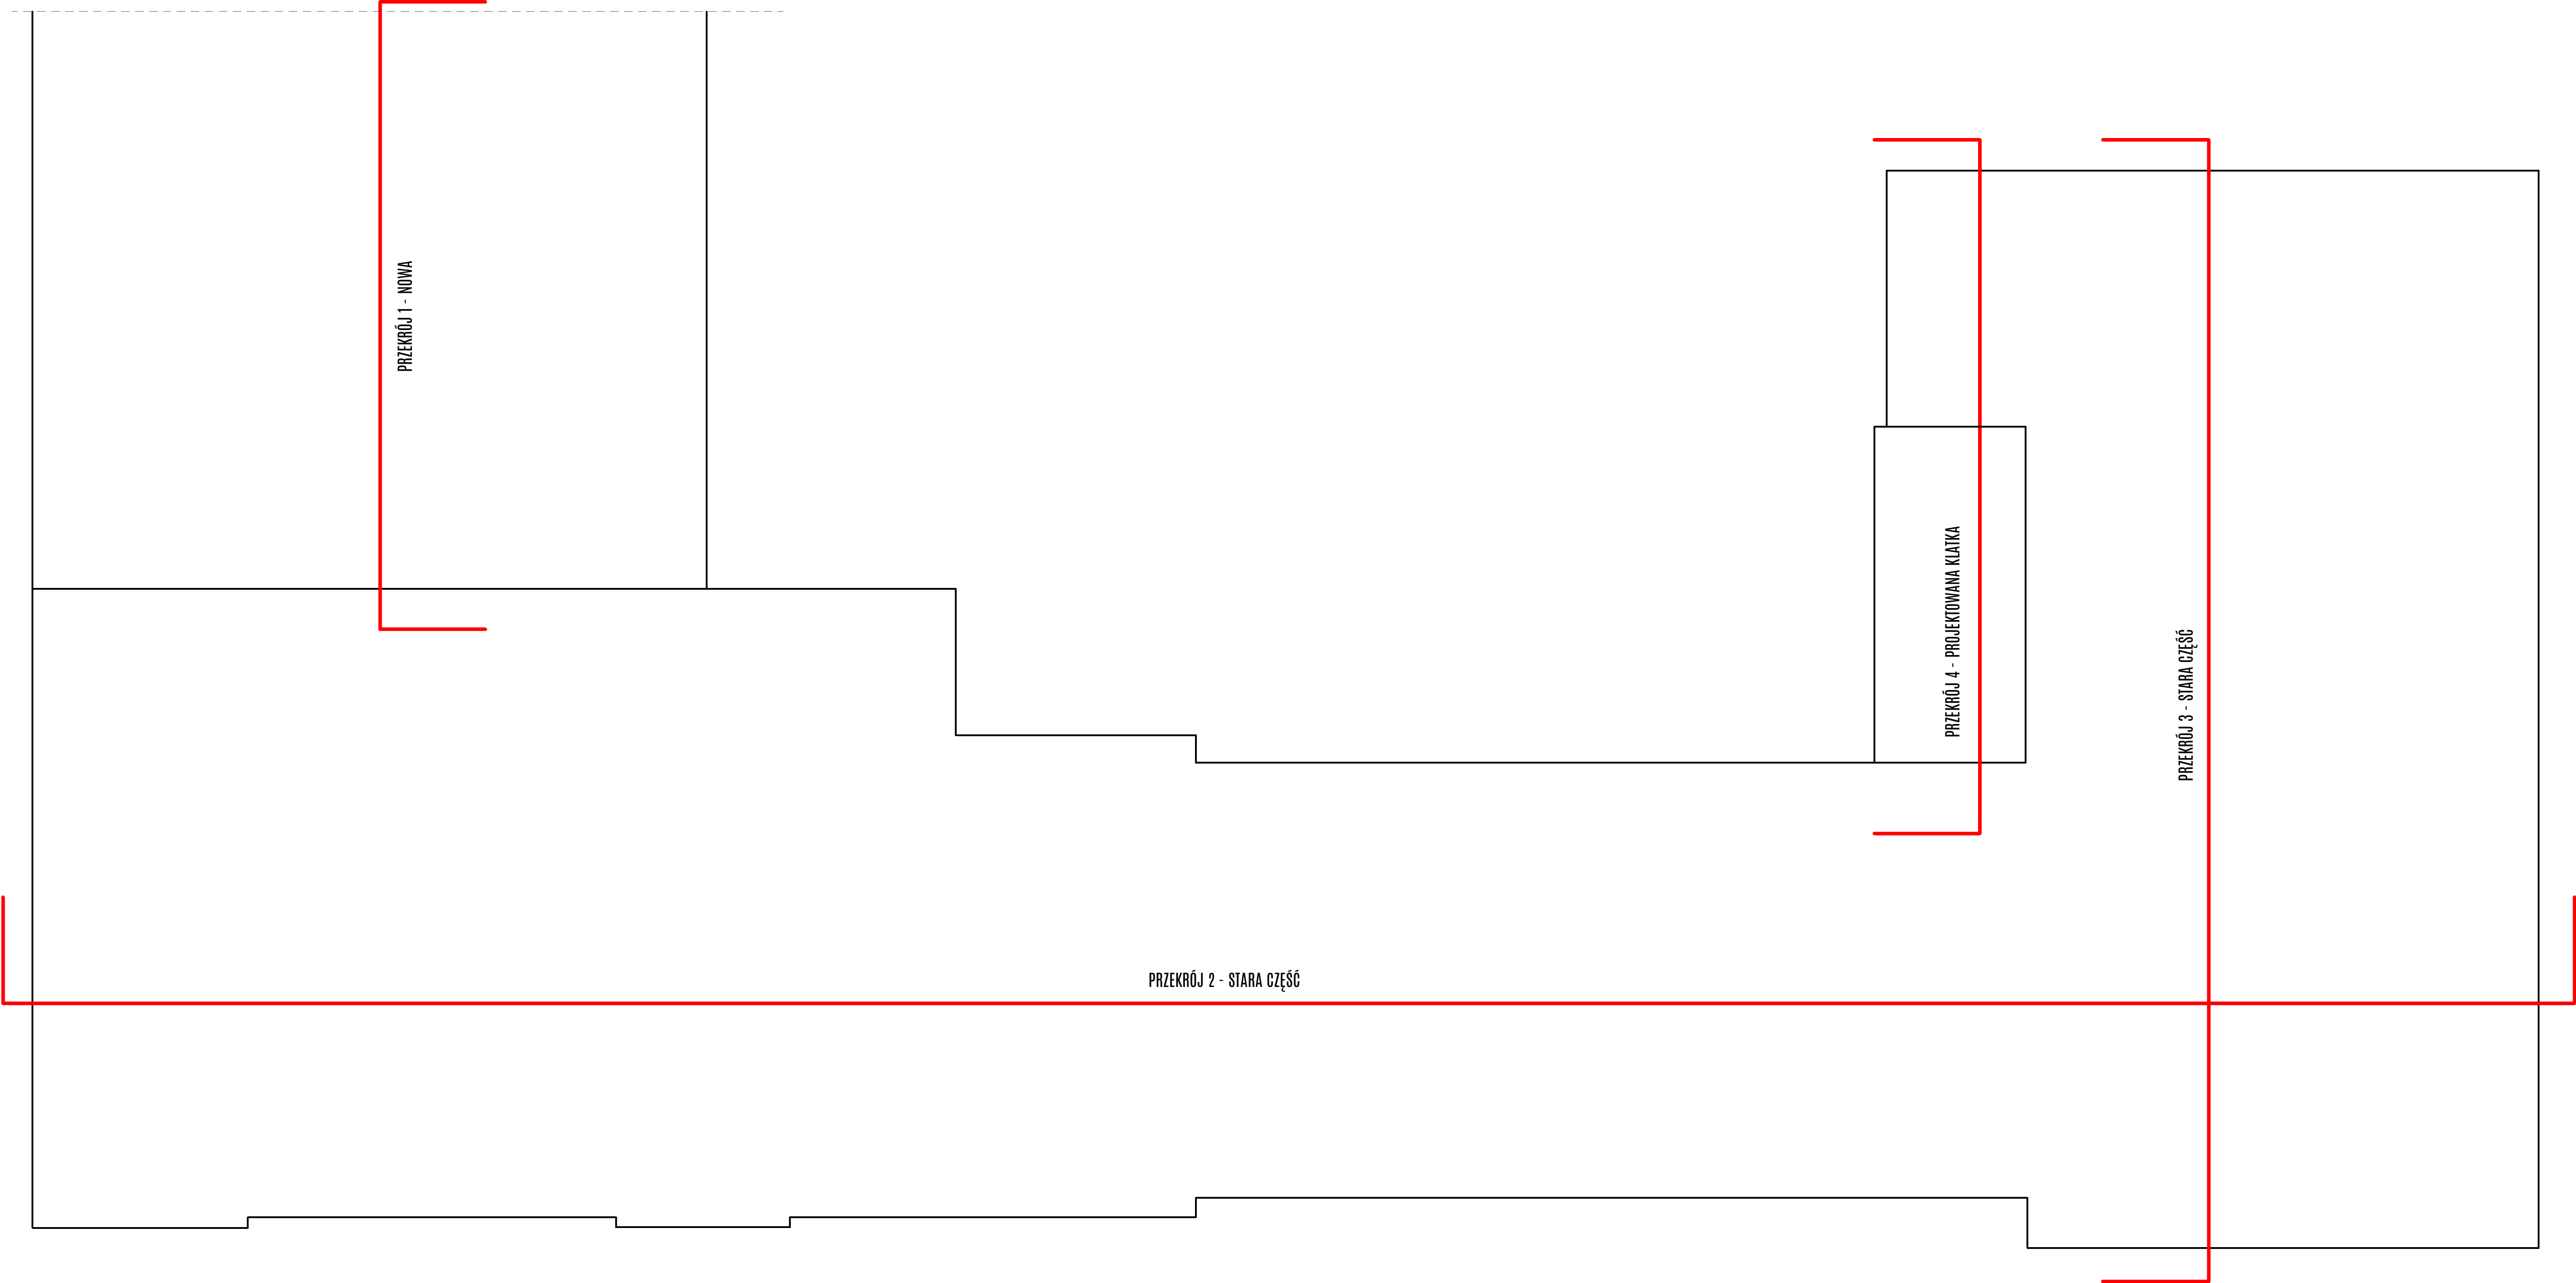 PRZEKRÓJ 1 - NOWA
PRZEKRÓJ 4 - PROJEKTOWANA KLATKA
PRZEKRÓJ 3 - STARA CZĘŚĆ
PRZEKRÓJ 2 - STARA CZĘŚĆ